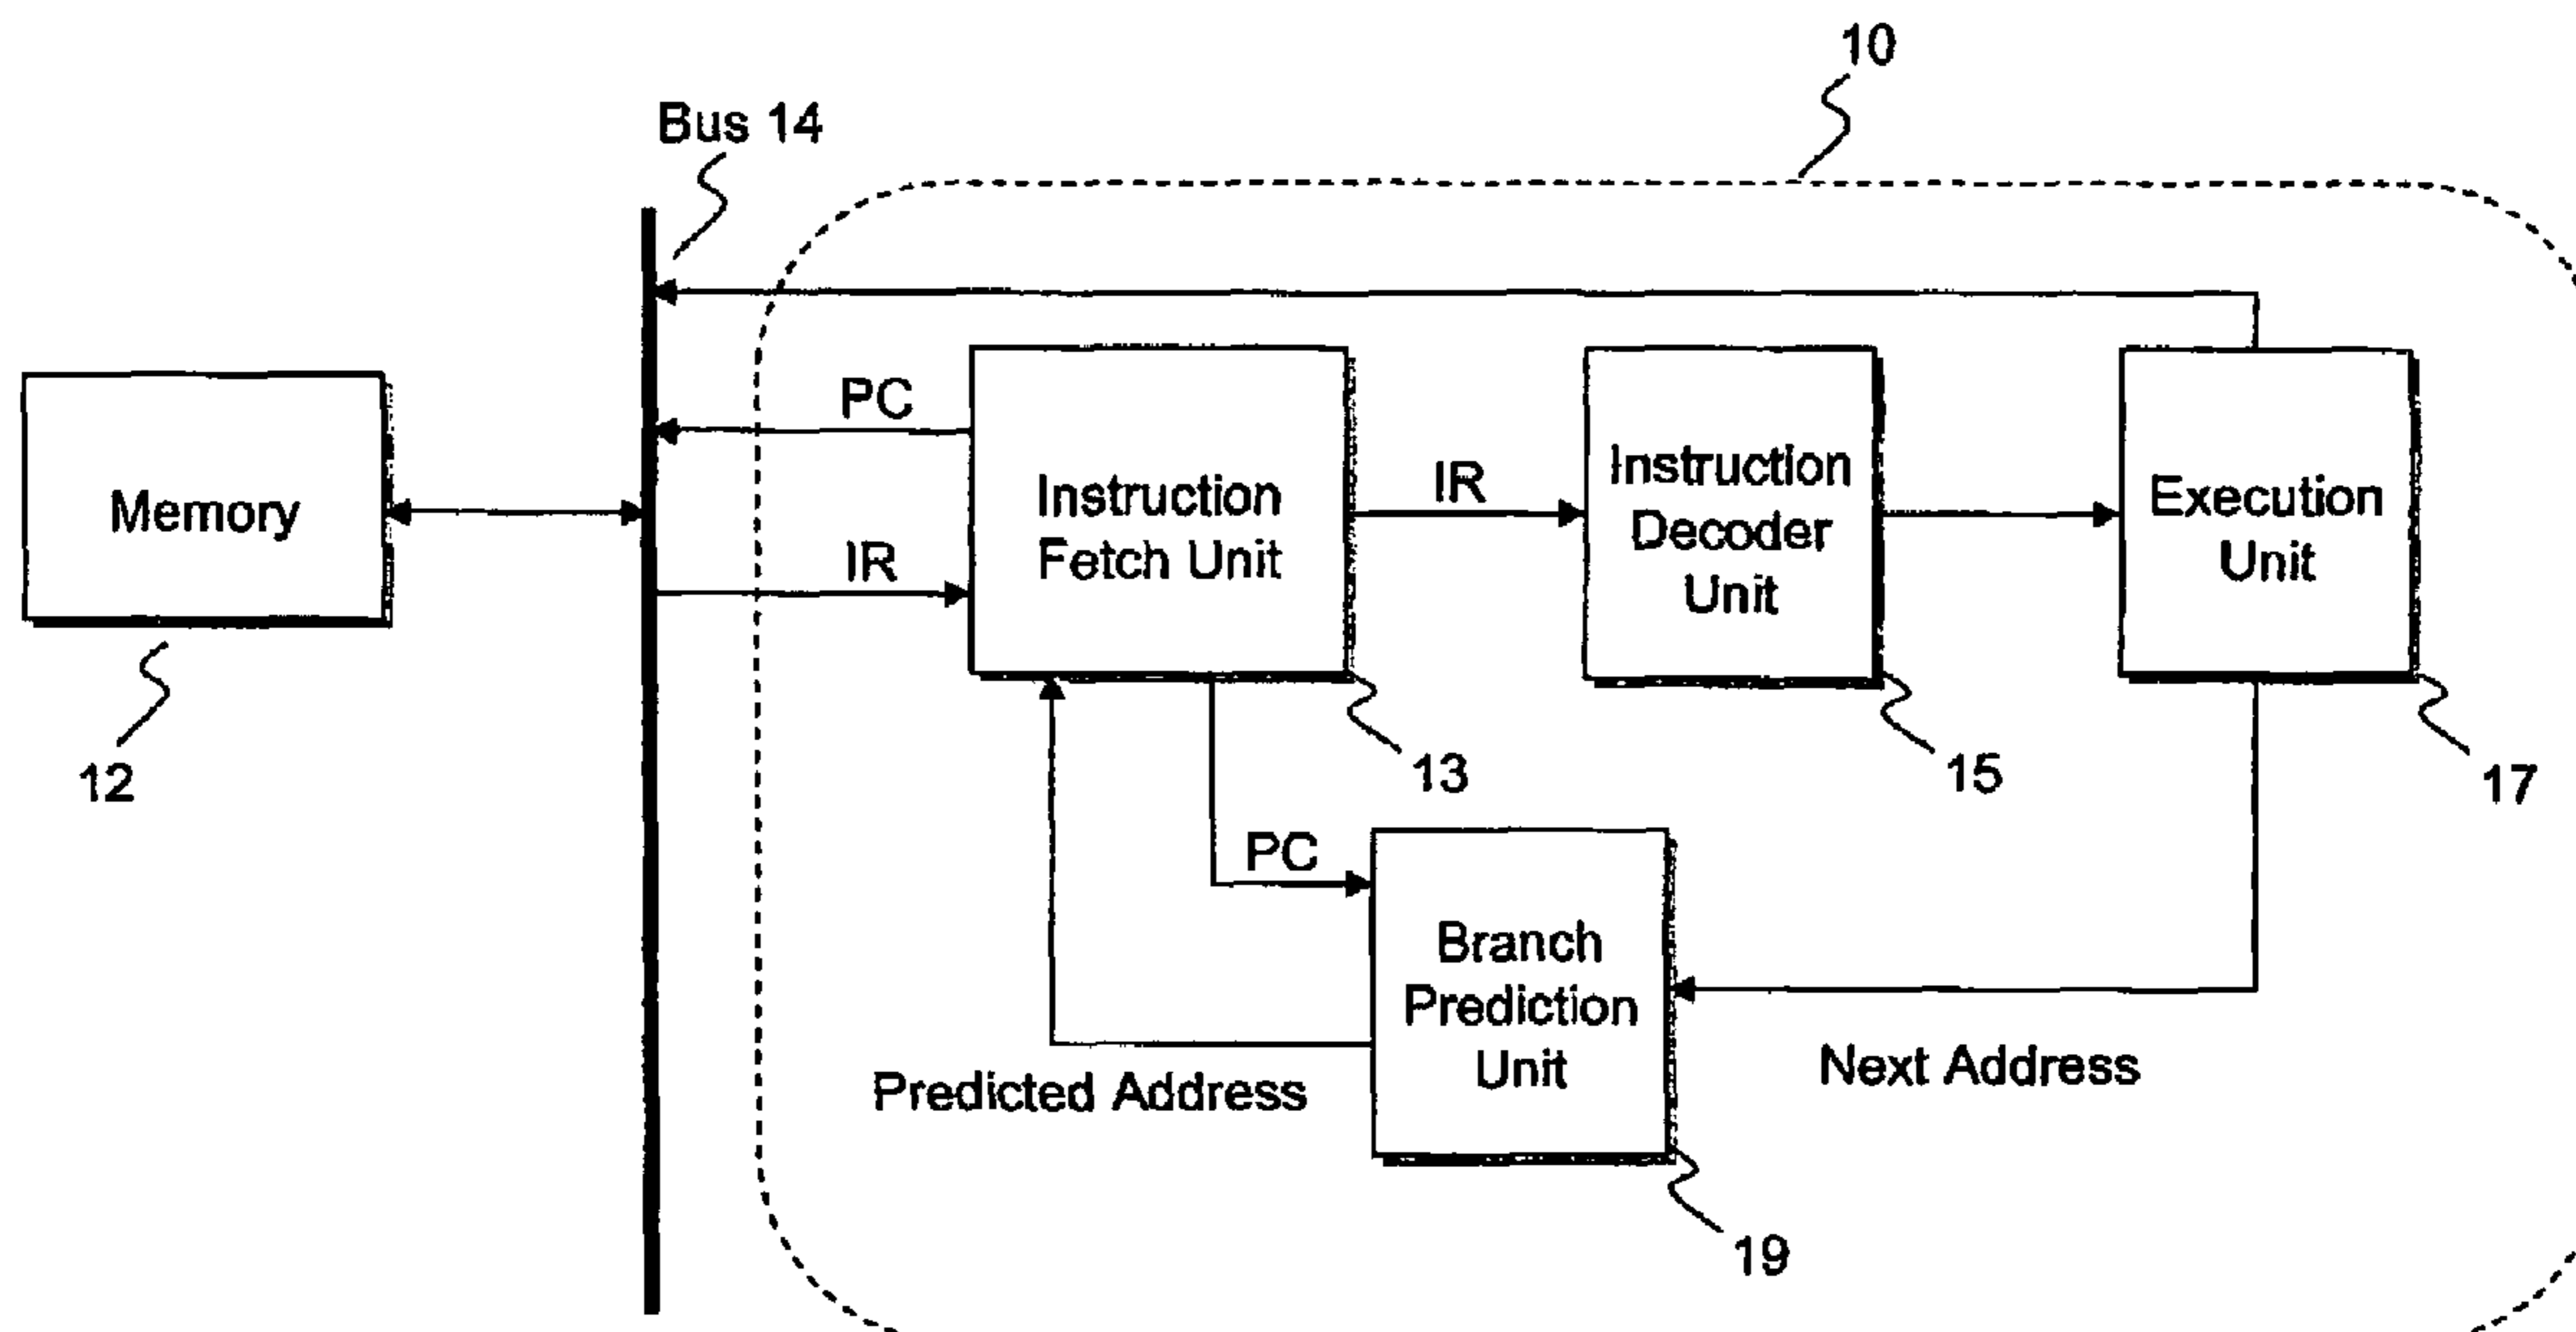 10
Bus 14
PC
Memory
IR
Instruction
Fetch Unit
IR
Instruction
Decoder
Unit
Execution
Unit
12
13
15
17
PC
Branch
Prediction
Unit
Predicted Address
Next Address
19